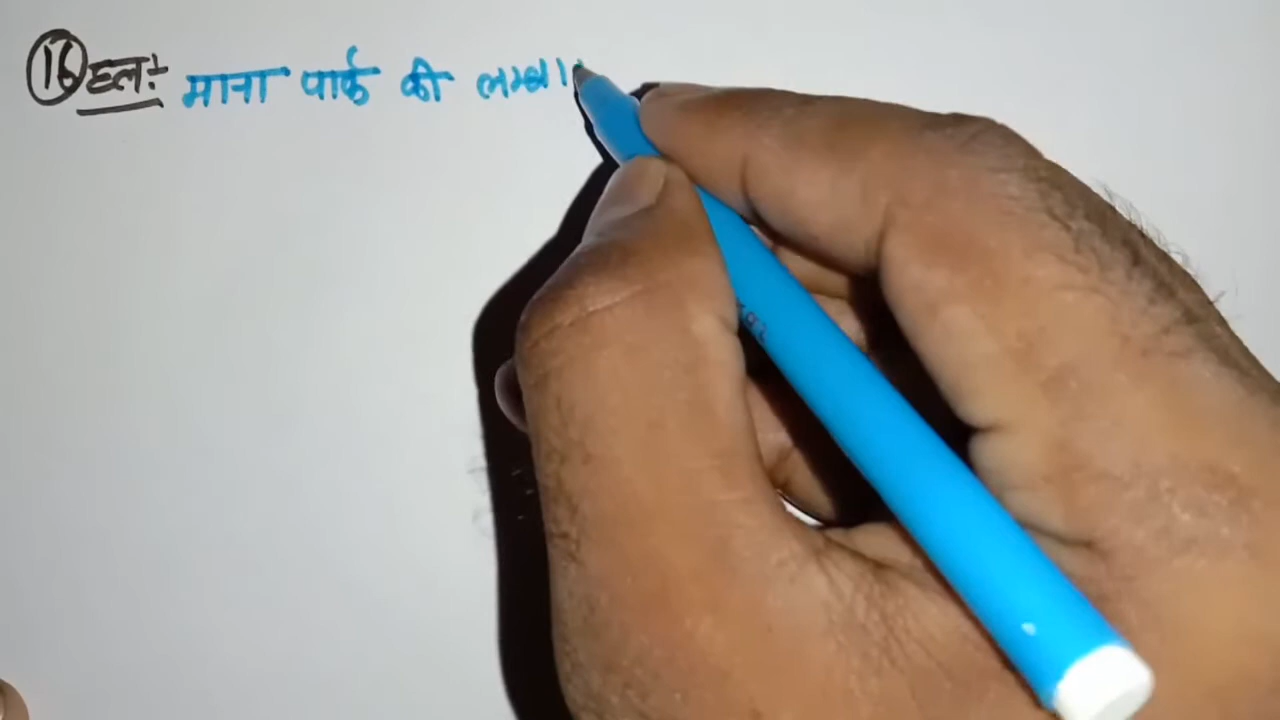 16 हल:- माना पार्क की लम्बा